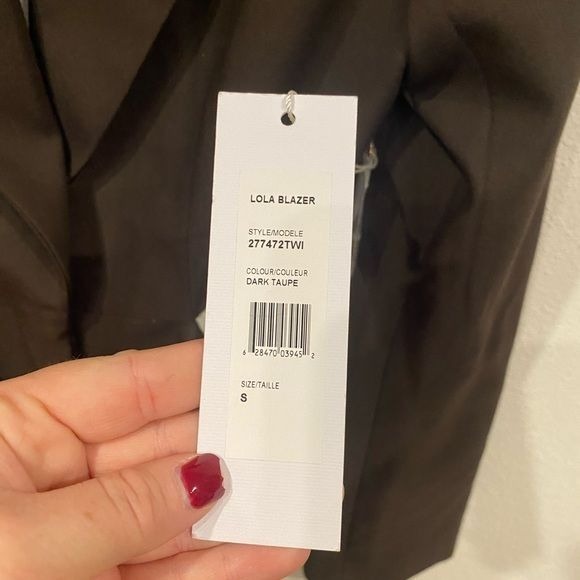 LOLA BLAZER
STYLE/MODELE
277472TWI
COLOUR/COULEUR
DARK TAUPE
6 28470 03945 2
SIZE/TAILLE
S